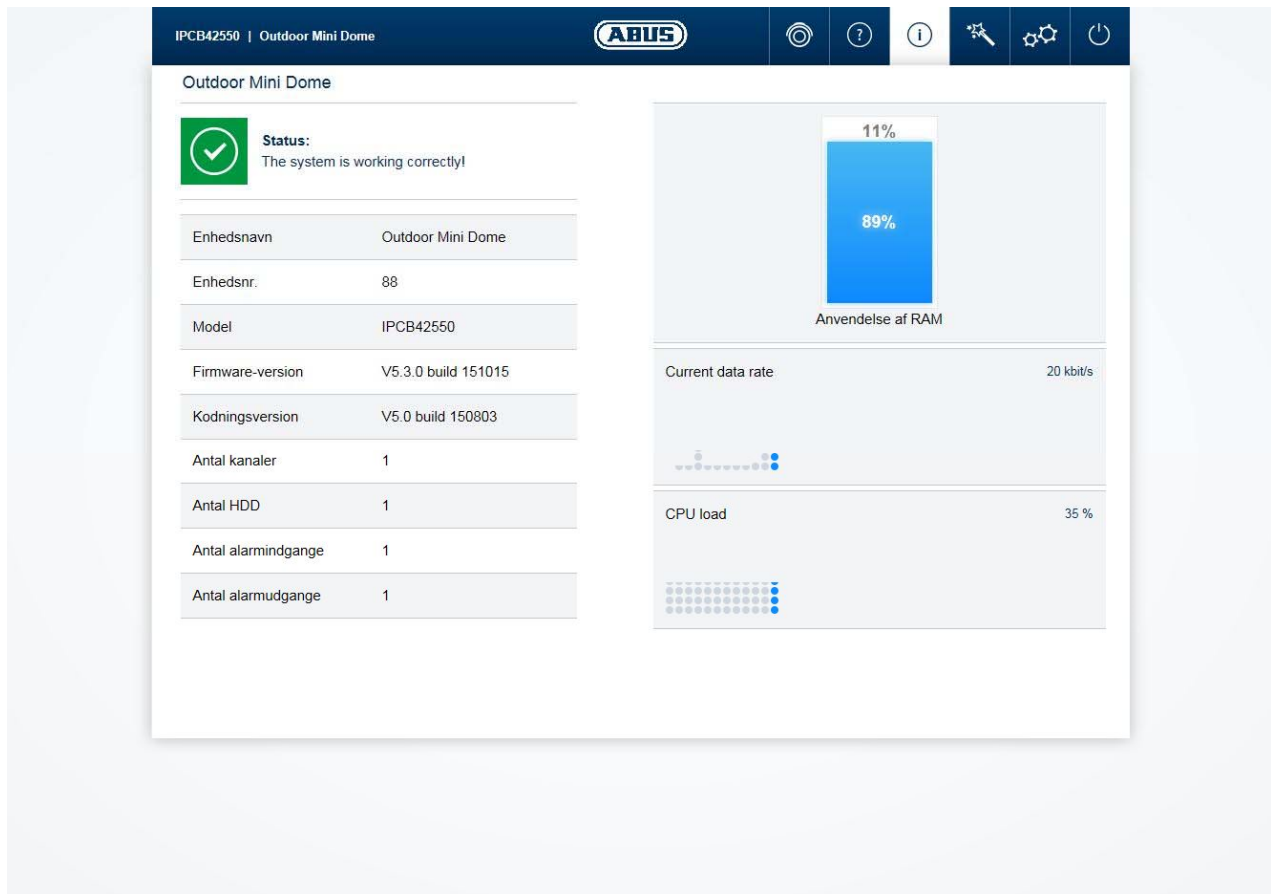 IPCB42550 | Outdoor Mini Dome
ABUS
Outdoor Mini Dome
Status:
The system is working correctly!
Enhedsnavn Outdoor Mini Dome
Enhedsnr. 88
Model IPCB42550
Firmware-version V5.3.0 build 151015
Kodningsversion V5.0 build 150803
Antal kanaler 1
Antal HDD 1
Antal alarmindgange 1
Antal alarmudgange 1
11%
89%
Anvendelse af RAM
Current data rate 20 kbit/s
CPU load 35 %